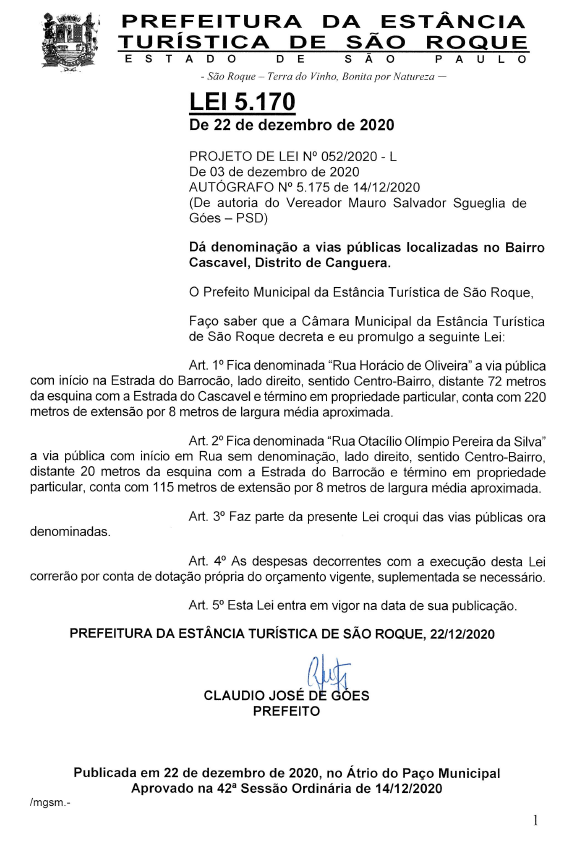 PREFEITURA DA ESTÂNCIA
TURÍSTICA DE SÃO ROQUE
ESTADO DE SÃO PAULO
- São Roque – Terra do Vinho, Bonita por Natureza —
LEI 5.170
De 22 de dezembro de 2020
PROJETO DE LEI Nº 052/2020 - L
De 03 de dezembro de 2020
AUTÓGRAFO Nº 5.175 de 14/12/2020
(De autoria do Vereador Mauro Salvador Sgueglia de
Góes – PSD)
Dá denominação a vias públicas localizadas no Bairro
Cascavel, Distrito de Canguera.
O Prefeito Municipal da Estância Turística de São Roque,
Faço saber que a Câmara Municipal da Estância Turística
de São Roque decreta e eu promulgo a seguinte Lei:
Art. 1º Fica denominada “Rua Horácio de Oliveira” a via pública
com início na Estrada do Barrocão, lado direito, sentido Centro-Bairro, distante 72 metros
da esquina com a Estrada do Cascavel e término em propriedade particular, conta com 220
metros de extensão por 8 metros de largura média aproximada.
Art. 2º Fica denominada “Rua Otacílio Olímpio Pereira da Silva”
a via pública com início em Rua sem denominação, lado direito, sentido Centro-Bairro,
distante 20 metros da esquina com a Estrada do Barrocão e término em propriedade
particular, conta com 115 metros de extensão por 8 metros de largura média aproximada.
Art. 3º Faz parte da presente Lei croqui das vias públicas ora
denominadas.
Art. 4º As despesas decorrentes com a execução desta Lei
correrão por conta de dotação própria do orçamento vigente, suplementada se necessário.
Art. 5º Esta Lei entra em vigor na data de sua publicação.
PREFEITURA DA ESTÂNCIA TURÍSTICA DE SÃO ROQUE, 22/12/2020
CLAUDIO JOSÉ DE GÓES
PREFEITO
Publicada em 22 de dezembro de 2020, no Átrio do Paço Municipal
Aprovado na 42ª Sessão Ordinária de 14/12/2020
/mgsm.-
1